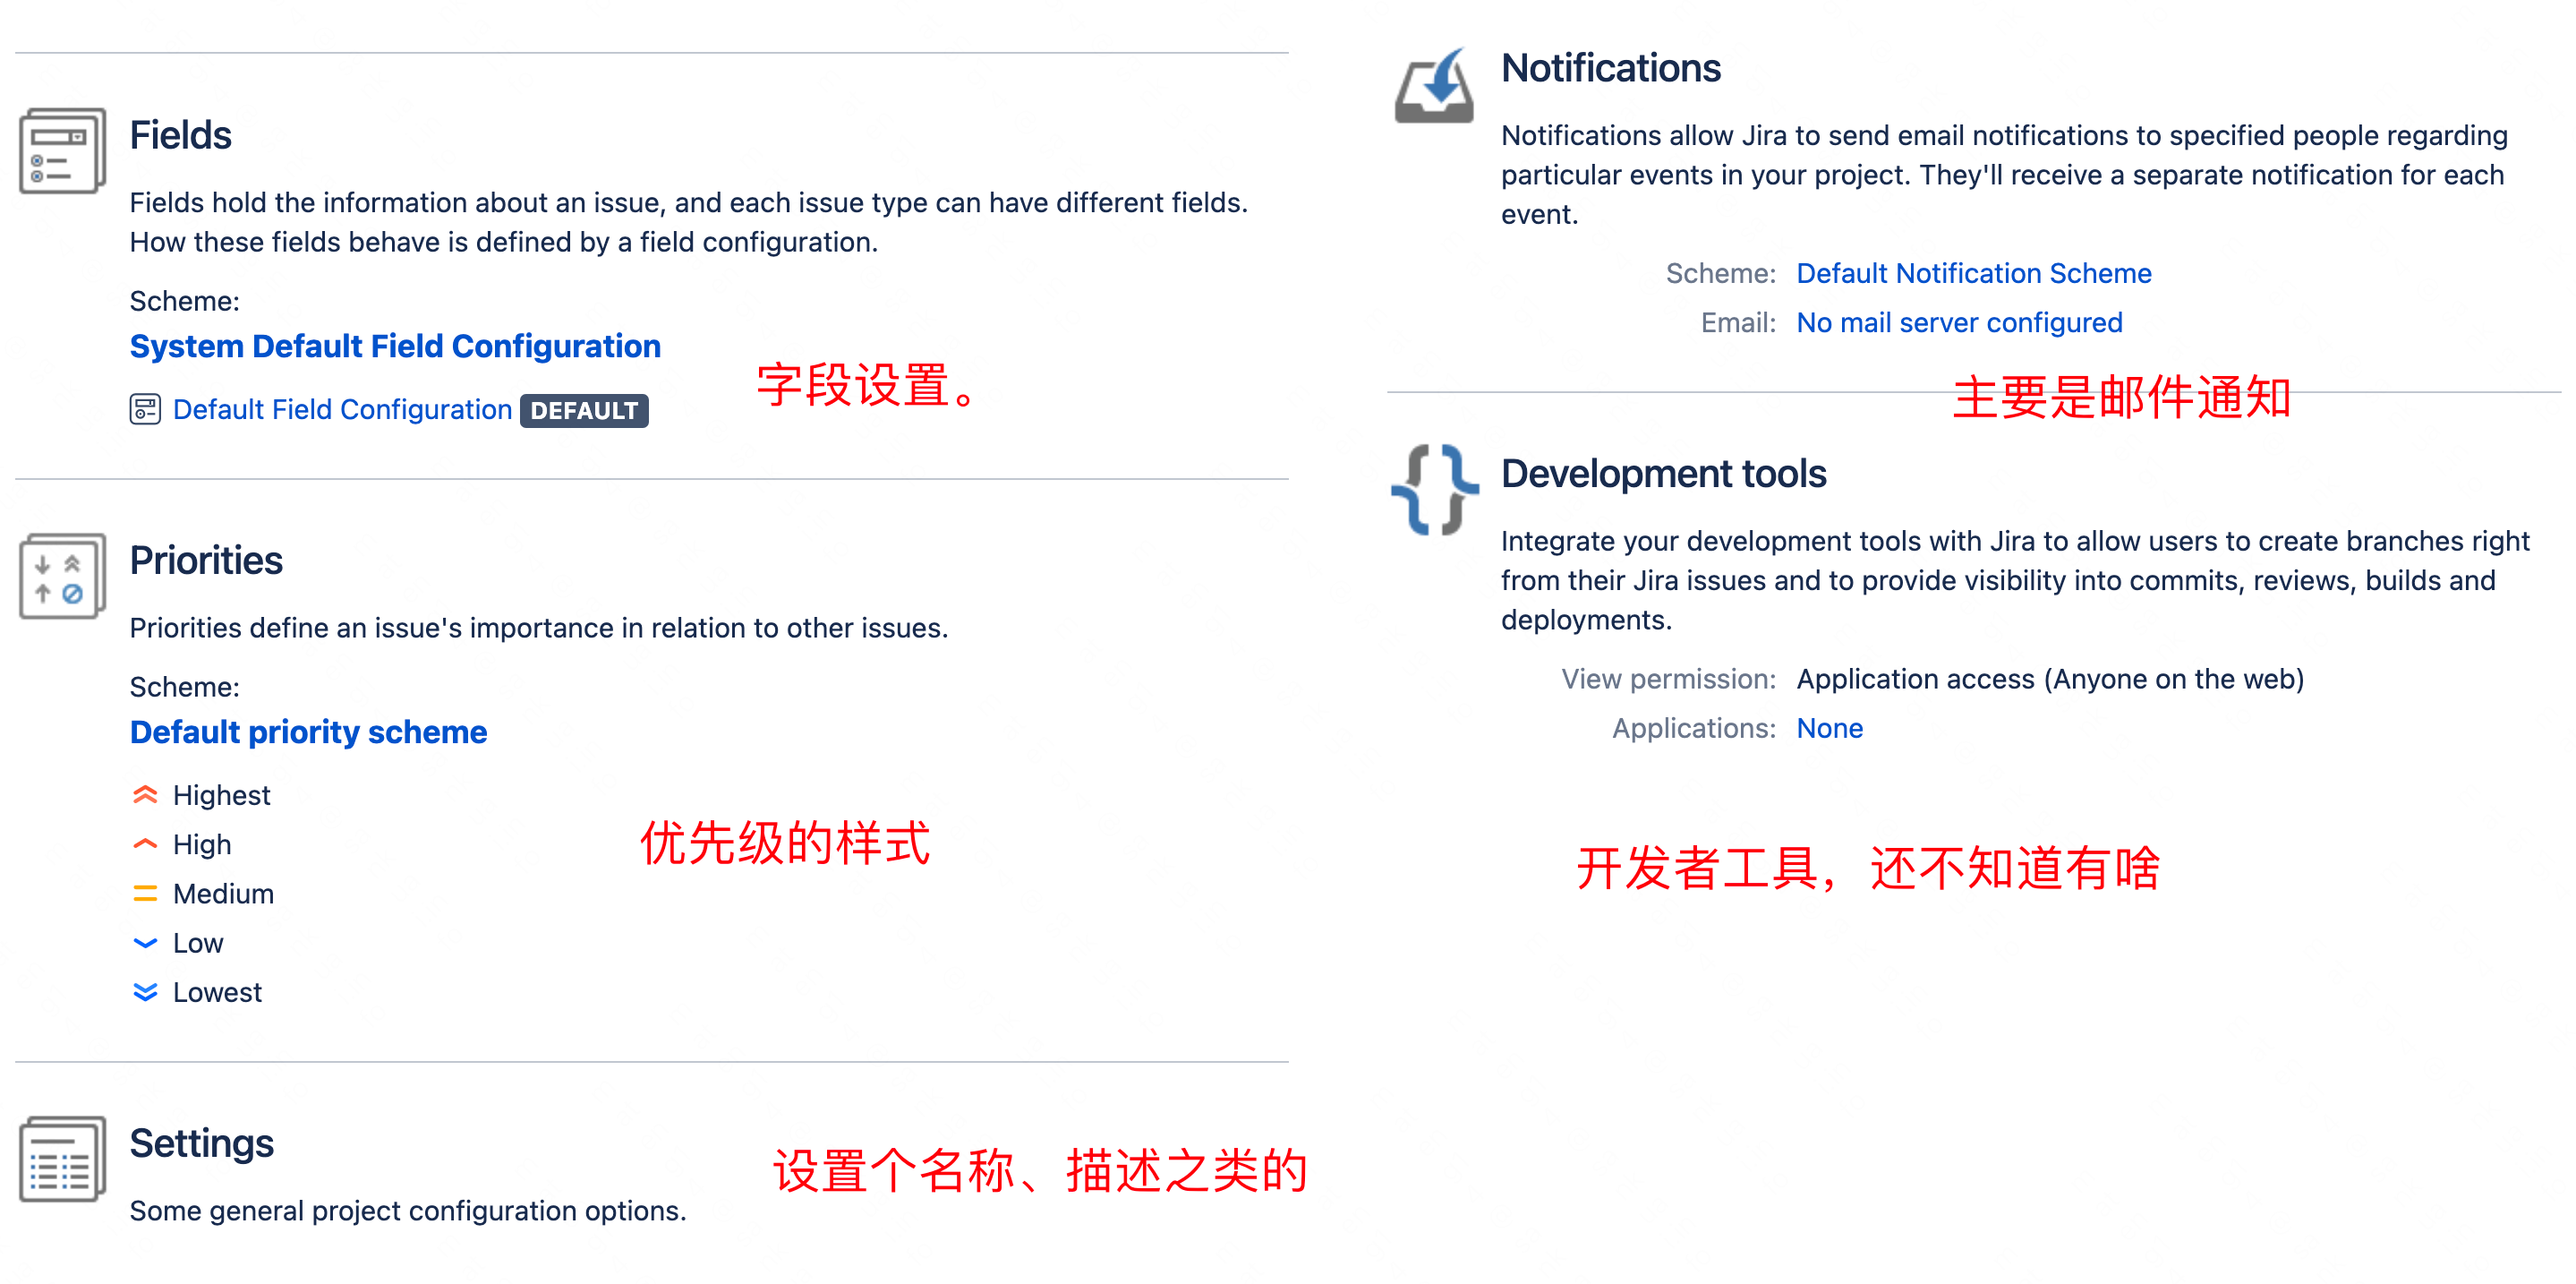 Fields
Fields hold the information about an issue, and each issue type can have different fields.
How these fields behave is defined by a field configuration.
Scheme:
System Default Field Configuration
Default Field Configuration DEFAULT
字段设置。
Priorities
Priorities define an issue's importance in relation to other issues.
Scheme:
Default priority scheme
Highest
High
Medium
Low
Lowest
优先级的样式
Settings
Some general project configuration options.
设置个名称、描述之类的
Notifications
Notifications allow Jira to send email notifications to specified people regarding
particular events in your project. They'll receive a separate notification for each
event.
Scheme: Default Notification Scheme
Email: No mail server configured
主要是邮件通知
Development tools
Integrate your development tools with Jira to allow users to create branches right
from their Jira issues and to provide visibility into commits, reviews, builds and
deployments.
View permission: Application access (Anyone on the web)
Applications: None
开发者工具，还不知道有啥